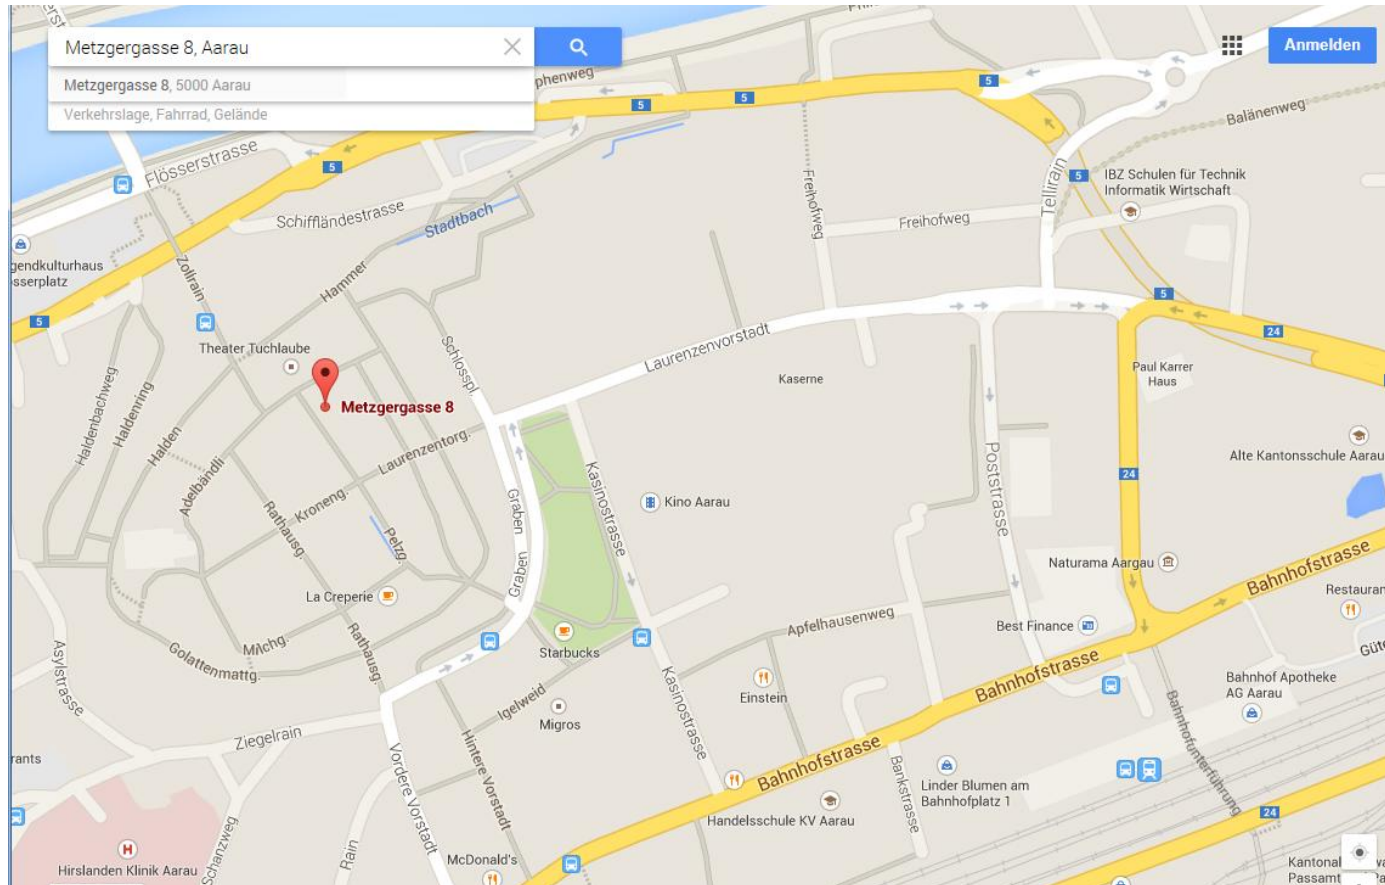 Metzgergasse 8, Aarau
Anmelden
Metzgergasse 8, 5000 Aarau
Verkehrslage, Fahrrad, Gelände
5
5
5
Balänenweg
Flösserstrasse
5
5
IBZ Schulen für Technik
Informatik Wirtschaft
Tellirain
Freihofweg
Freihofweg
Schiffländestrasse
Stadtbach
Zollrain
Hammer
5
5
24
Theater Tuchlaube
Schlosspl.
Laurenzenvorstadt
Kaserne
Paul Karrer
Haus
Metzgergasse 8
Haldenbachweg
Haldenring
Halden
Adelbändli
Laurenzentorg.
Kroneng.
Rathausg.
Pelzg.
Graben
Graben
Kasinostrasse
Kino Aarau
Poststrasse
24
Alte Kantonsschule Aarau
Naturama Aargau
Bahnhofstrasse
La Creperie
Best Finance
Apfelhausenweg
Milchg.
Golattenmattg.
Rathausg.
Starbucks
Asylstrasse
Igelweid
Migros
Kasinostrasse
Einstein
Bahnhofstrasse
Bahnhof Apotheke
AG Aarau
Ziegelrain
Vordere Vorstadt
Hintere Vorstadt
Bahnhofstrasse
Bankstrasse
Linder Blumen am
Bahnhofplatz 1
Bahnhofunterführung
24
Handelsschule KV Aarau
Hirslanden Klinik Aarau
Schanzweg
Rain
McDonald's